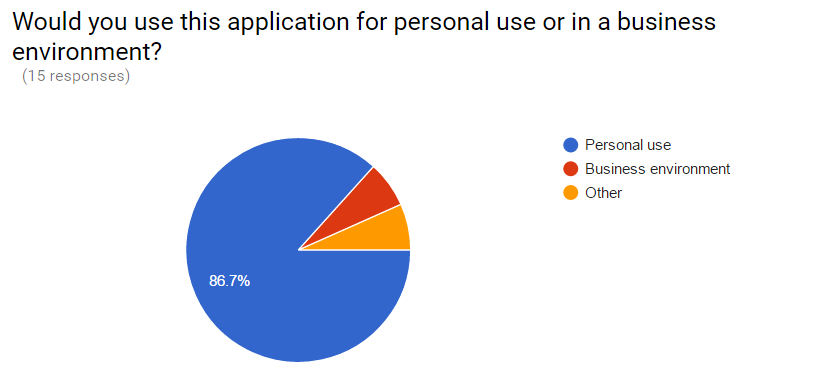 Would you use this application for personal use or in a business
environment?
(15 responses)
Personal use
Business environment
Other
86.7%